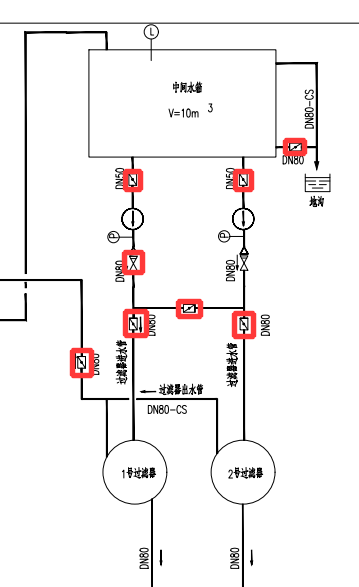 L
中间水箱
V=10m 3
DN80-CS
DN80
地沟
DN50
DN50
P
P
DN80
DN80
DN80
DN80
DN80
过滤器进水管
过滤器进水管
过滤器出水管
DN80-CS
1号过滤器
2号过滤器
DN80
DN80